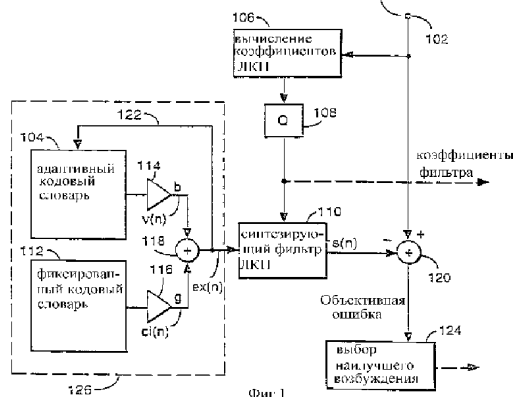 106
102
вычисление
коэффициентов
ЛКП
122
108
Q
104
адаптивный
кодовый
словарь
114
b
v(n)
коэффициенты
фильтра
110
синтезирую-
щий фильтр
ЛКП
s(n)
−
+
+
120
118
+
112
фиксирован-
ный кодовый
словарь
116
g
ci(n)
ex(n)
Объективная
ошибка
124
выбор
наилучшего
возбуждения
126
Фиг.1